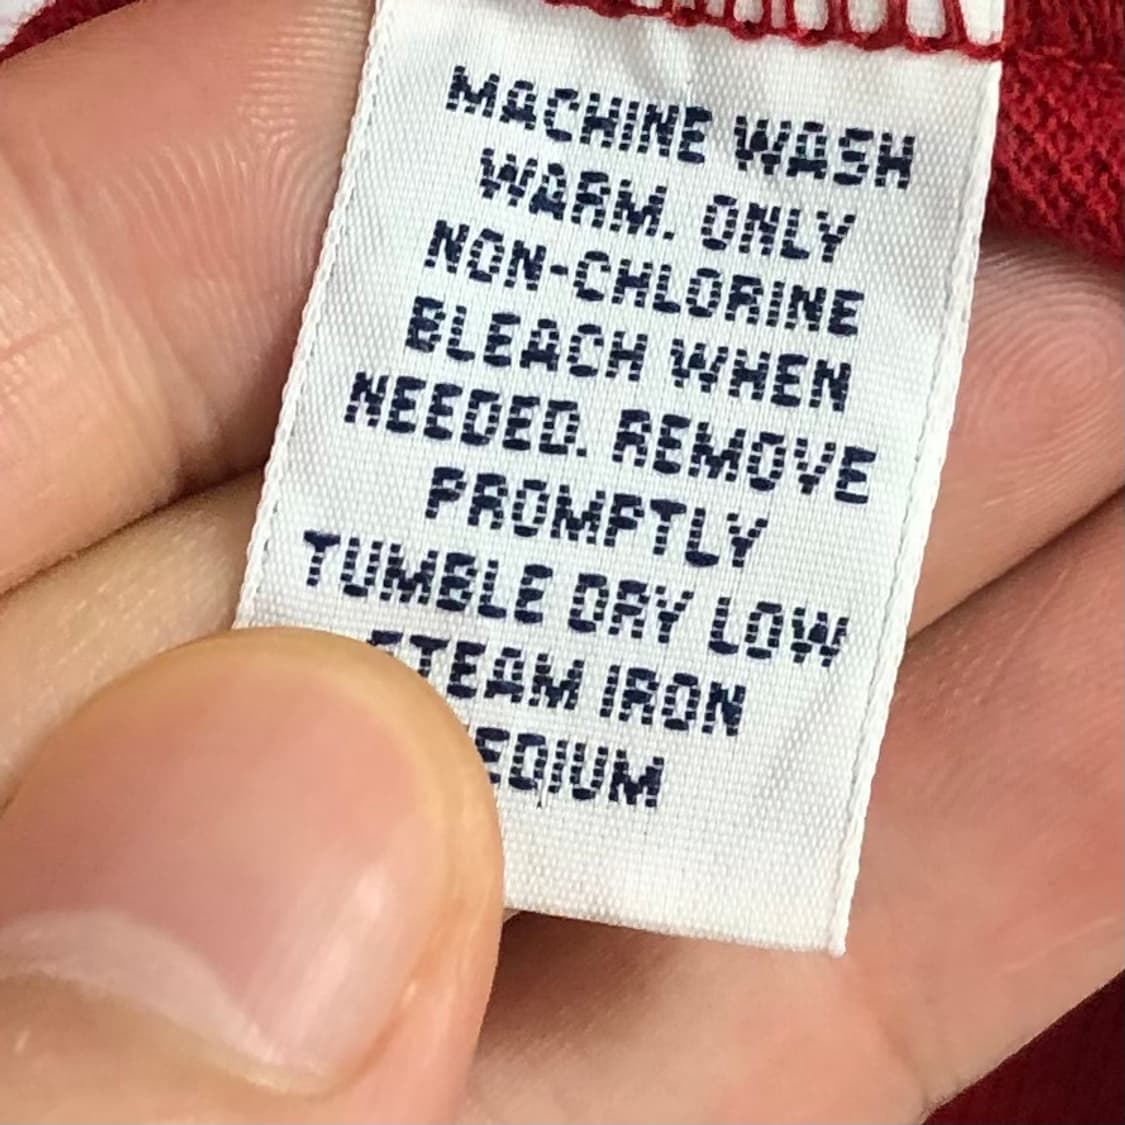 MACHINE WASH
WARM. ONLY
NON-CHLORINE
BLEACH WHEN
NEEDED. REMOVE
PROMPTLY
TUMBLE DRY LOW
STEAM IRON
MEDIUM